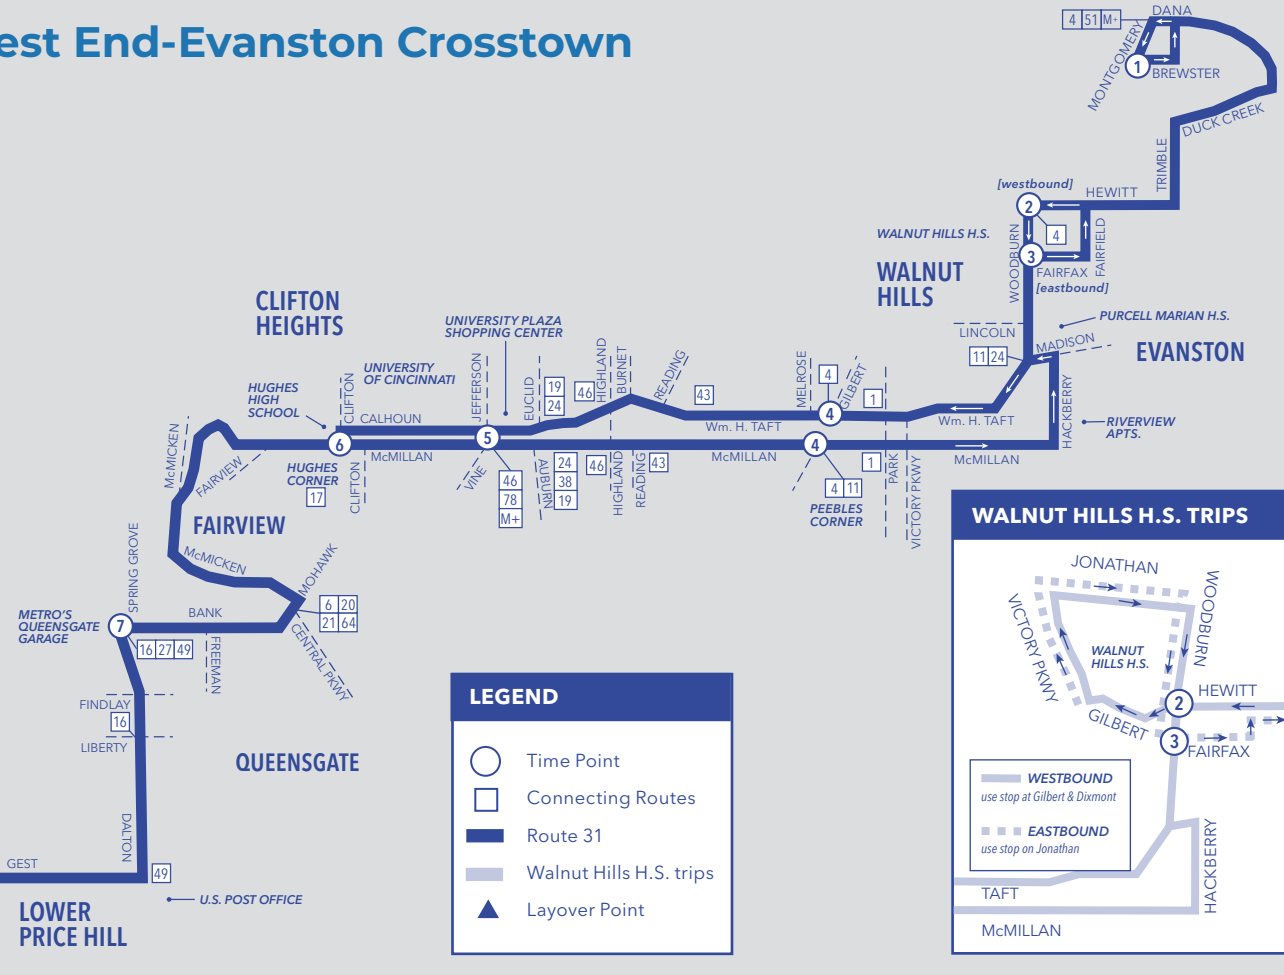 est End-Evanston Crosstown
4 51 M+
DANA
MONTGOMERY
1
BREWSTER
DUCK CREEK
TRIMBLE
[westbound]
HEWITT
2
4
WALNUT HILLS H.S.
WOODBURN
FAIRFIELD
3
FAIRFAX
[eastbound]
WALNUT
HILLS
PURCELL MARIAN H.S.
LINCOLN
MADISON
11 24
EVANSTON
CLIFTON
HEIGHTS
UNIVERSITY PLAZA
SHOPPING CENTER
UNIVERSITY
OF CINCINNATI
HUGHES
HIGH
SCHOOL
CLIFTON
CALHOUN
JEFFERSON
EUCLID
19
24
46
HIGHLAND
BURNET
READING
43
MELROSE
4
GILBERT
1
Wm. H. TAFT
4
Wm. H. TAFT
HACKBERRY
RIVERVIEW
APTS.
McMICKEN
FAIRVIEW
6
5
4
McMILLAN
McMILLAN
McMILLAN
HUGHES
CORNER
17
CLIFTON
VINE
46
78
M+
AUBURN
24
38
19
46
HIGHLAND
READING
43
1
PARK
VICTORY PKWY
4 11
PEEBLES
CORNER
FAIRVIEW
McMICKEN
MOHAWK
SPRING GROVE
METRO'S
QUEENSGATE
GARAGE
7
BANK
6 20
21 64
16 27 49
FREEMAN
CENTRAL PKWY
FINDLAY
16
LIBERTY
QUEENSGATE
DALTON
GEST
49
U.S. POST OFFICE
LOWER
PRICE HILL
LEGEND
Time Point
Connecting Routes
Route 31
Walnut Hills H.S. trips
Layover Point
WALNUT HILLS H.S. TRIPS
JONATHAN
WOODBURN
VICTORY PKWY
WALNUT
HILLS H.S.
2
HEWITT
GILBERT
3
FAIRFAX
WESTBOUND
use stop at Gilbert & Dixmont
EASTBOUND
use stop on Jonathan
HACKBERRY
TAFT
McMILLAN